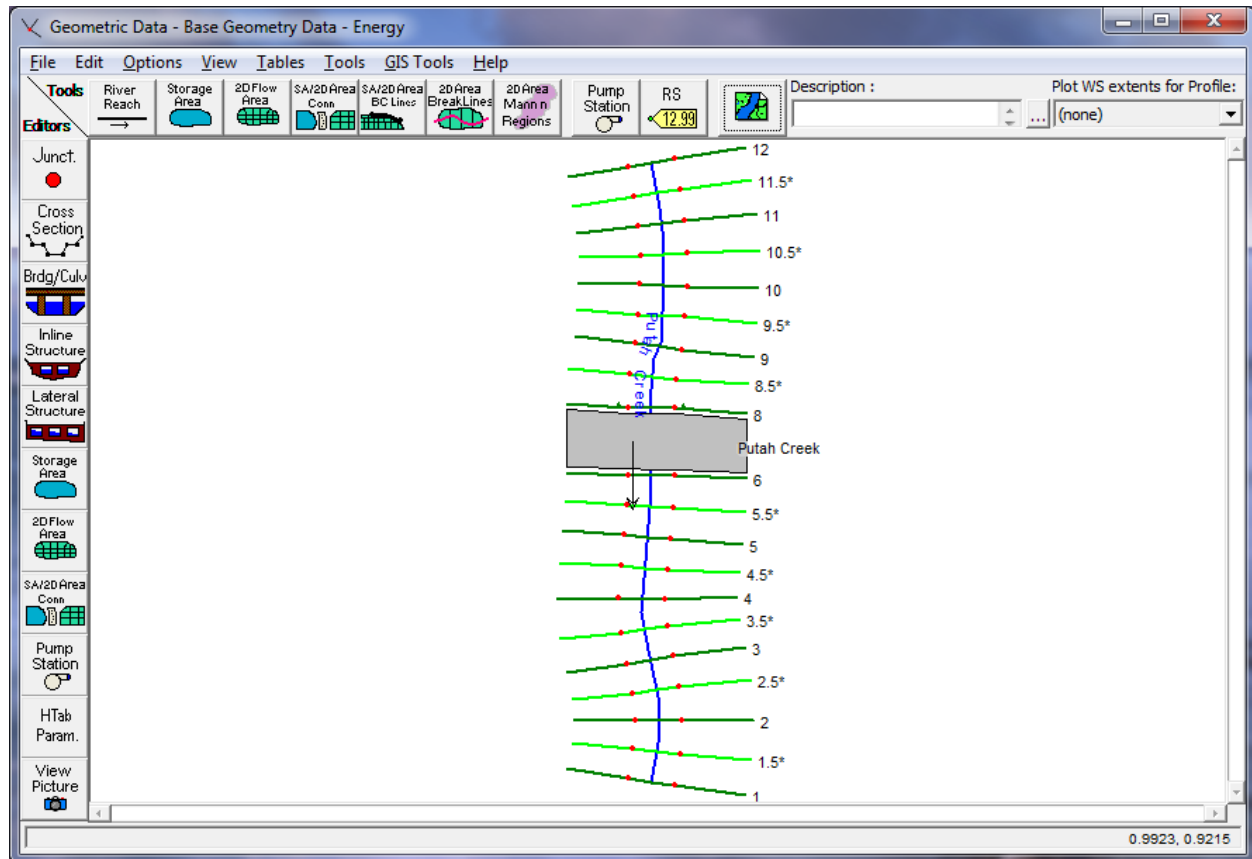 Geometric Data - Base Geometry Data - Energy
File Edit Options View Tables Tools GIS Tools Help
Tools
Editors
River
Reach
Storage
Area
2D Flow
Area
SA/2D Area
Conn
SA/2D Area
BC Lines
2D Area
BreakLines
2D Area
Mann n
Regions
Pump
Station
RS
12.99
Description :
...
Plot WS extents for Profile:
(none)
Junct.
Cross
Section
Brdg/Culv
Inline
Structure
Lateral
Structure
Storage
Area
2D Flow
Area
SA/2D Area
Conn
Pump
Station
HTab
Param.
View
Picture
12
11.5*
11
10.5*
10
9.5*
9
8.5*
8
Putah Creek
Putah Creek
6
5.5*
5
4.5*
4
3.5*
3
2.5*
2
1.5*
1
0.9923, 0.9215